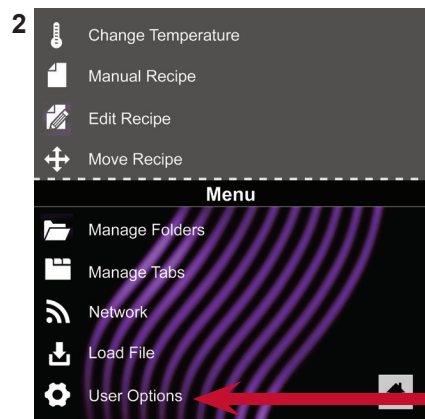 2
Change Temperature
Manual Recipe
Edit Recipe
Move Recipe
Menu
Manage Folders
Manage Tabs
Network
Load File
User Options